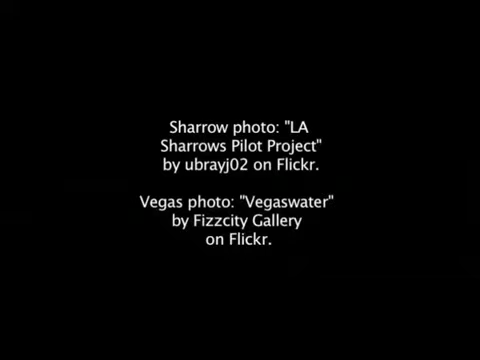 Sharrow photo: "LA
Sharrows Pilot Project"
by ubrayj02 on Flickr.
Vegas photo: "Vegaswater"
by Fizzcity Gallery
on Flickr.